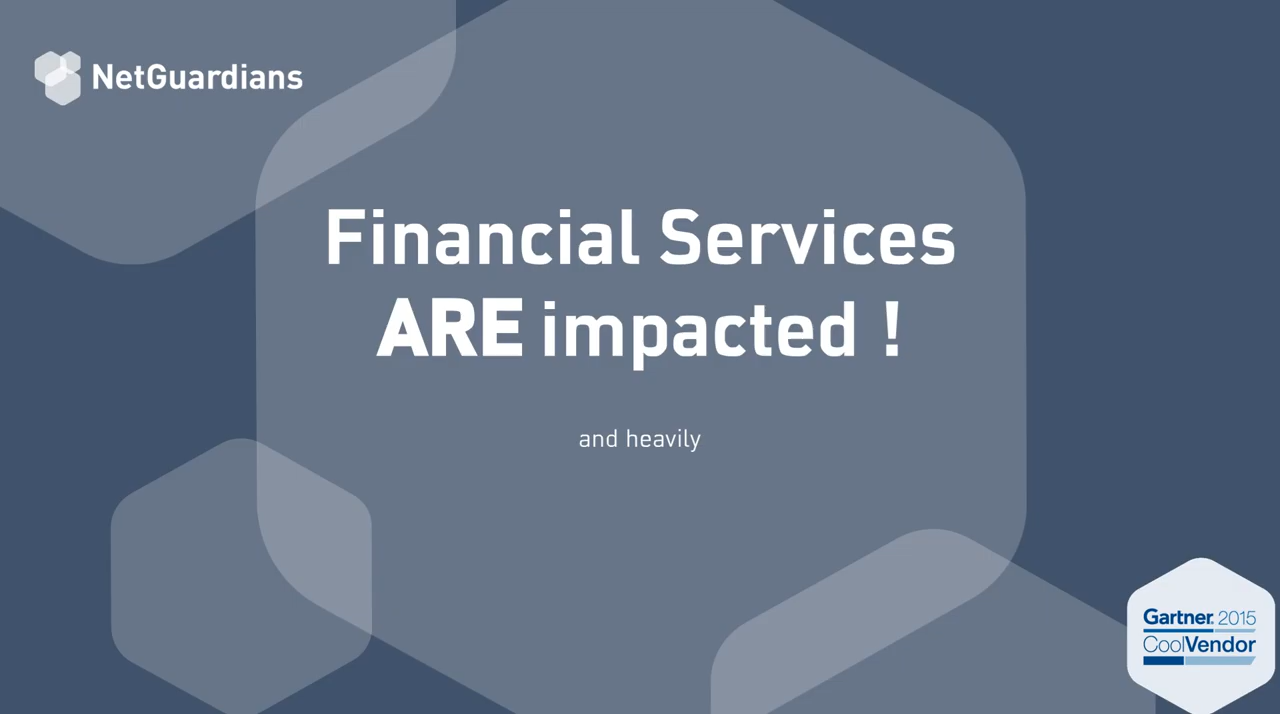 NetGuardians
Financial Services
ARE impacted !
and heavily
Gartner. 2015
CoolVendor